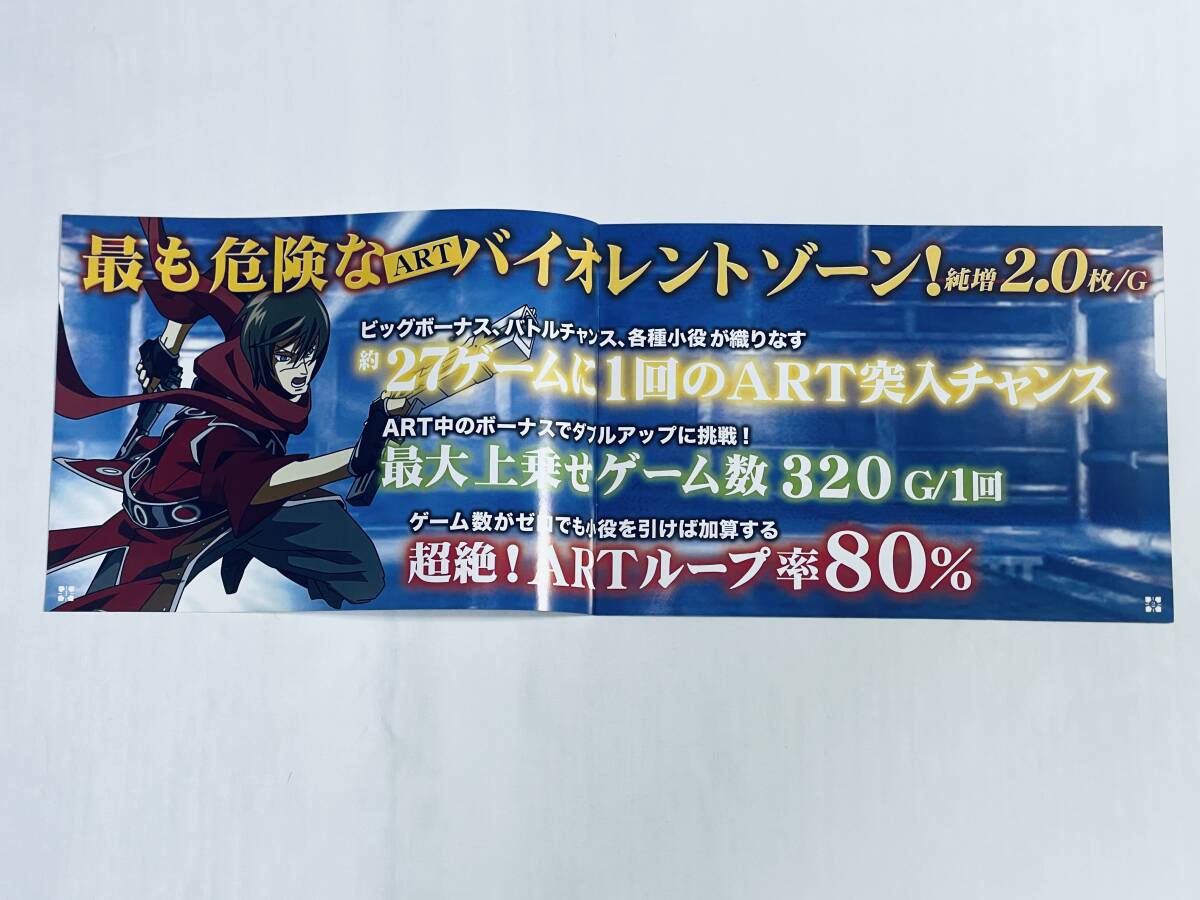 最も危険なARTバイオレントゾーン!純増2.0枚/G
ビッグボーナス、バトルチャンス、各種小役が織りなす
約27ゲームに1回のART突入チャンス
ART中のボーナスでダブルアップに挑戦!
最大上乗せゲーム数 320 G/1回
ゲーム数がゼロでも小役を引けば加算する
超絶!ARTループ率80%